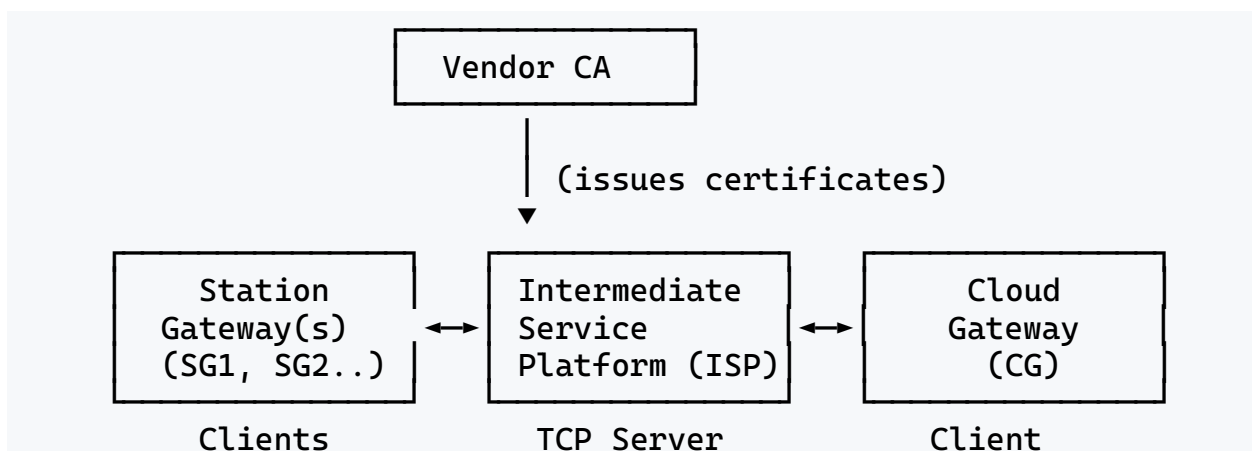 Vendor CA
(issues certificates)
Station Intermediate Cloud
Gateway(s) Service Gateway
(SG1, SG2..) Platform (ISP) (CG)
Clients TCP Server Client